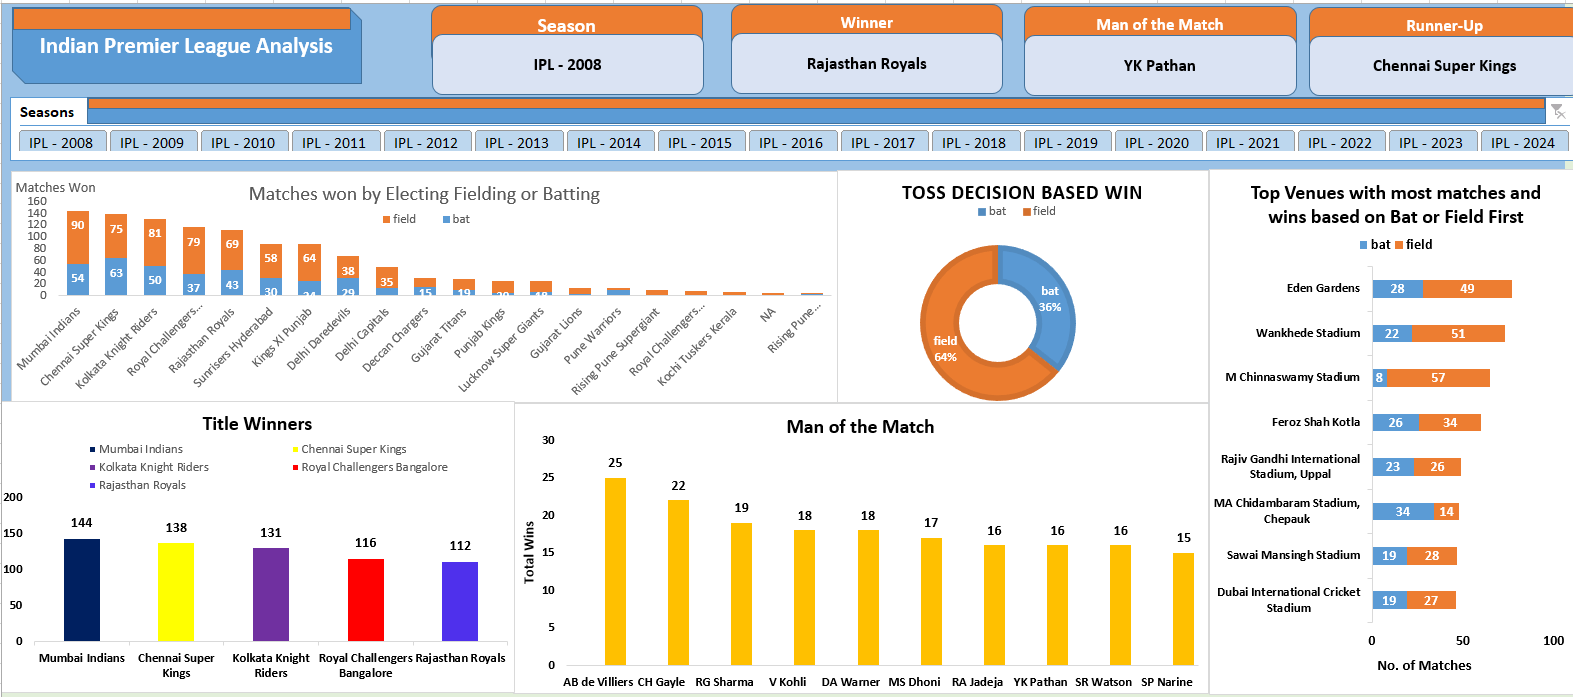 Indian Premier League Analysis
Season
IPL - 2008
Winner
Rajasthan Royals
Man of the Match
YK Pathan
Runner-Up
Chennai Super Kings
Seasons
IPL - 2008
IPL - 2009
IPL - 2010
IPL - 2011
IPL - 2012
IPL - 2013
IPL - 2014
IPL - 2015
IPL - 2016
IPL - 2017
IPL - 2018
IPL - 2019
IPL - 2020
IPL - 2021
IPL - 2022
IPL - 2023
IPL - 2024
Matches Won
Matches won by Electing Fielding or Batting
field
bat
160
140
120
100
80
60
40
20
0
90
75
81
79
69
58
64
38
35
54
63
50
37
43
30
29
15
19
Mumbai Indians
Chennai Super Kings
Kolkata Knight Riders
Royal Challengers...
Rajasthan Royals
Sunrisers Hyderabad
Kings XI Punjab
Delhi Daredevils
Delhi Capitals
Deccan Chargers
Gujarat Titans
Punjab Kings
Lucknow Super Giants
Gujarat Lions
Pune Warriors
Rising Pune Supergiant
Royal Challengers...
Kochi Tuskers Kerala
NA
Rising Pune...
TOSS DECISION BASED WIN
bat
field
bat
36%
field
64%
Top Venues with most matches and
wins based on Bat or Field First
bat
field
Eden Gardens
28
49
Wankhede Stadium
22
51
M Chinnaswamy Stadium
8
57
Feroz Shah Kotla
26
34
Rajiv Gandhi International
Stadium, Uppal
23
26
MA Chidambaram Stadium,
Chepauk
34
14
Sawai Mansingh Stadium
19
28
Dubai International Cricket
Stadium
19
27
0
50
100
No. of Matches
Title Winners
Mumbai Indians
Chennai Super Kings
Kolkata Knight Riders
Royal Challengers Bangalore
Rajasthan Royals
200
150
100
50
0
144
138
131
116
112
Mumbai Indians
Chennai Super
Kings
Kolkata Knight
Riders
Royal Challengers
Bangalore
Rajasthan Royals
Man of the Match
Total Wins
30
25
20
15
10
5
0
25
22
19
18
18
17
16
16
16
15
AB de Villiers
CH Gayle
RG Sharma
V Kohli
DA Warner
MS Dhoni
RA Jadeja
YK Pathan
SR Watson
SP Narine